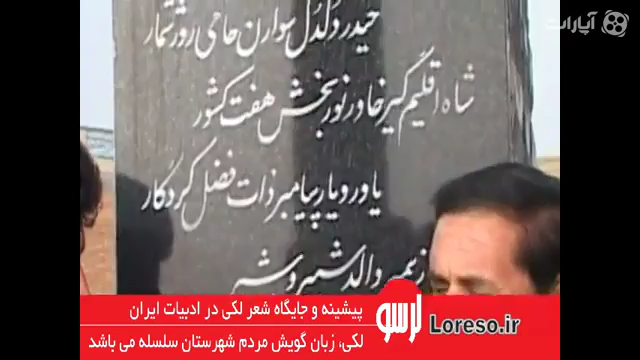 آپارات
حیدر دلدل سوارن حامی روز شمار
شاه اقلیم گیر خاور نور بخش هفت کشور
یاور و یار پیامبر ذات فضل کردگار
پیشینه و جایگاه شعر لکی در ادبیات ایران
لکی، زبان گویش مردم شهرستان سلسله می باشد
لرسو
Loreso.ir